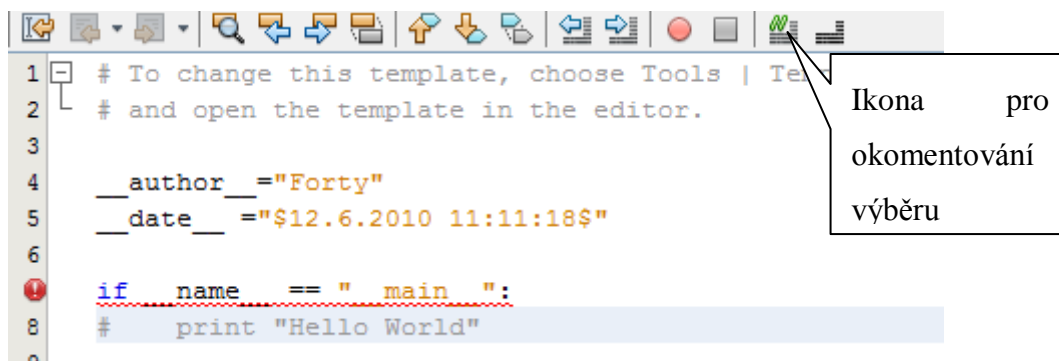 1 # To change this template, choose Tools | Te
2 # and open the template in the editor.
3
4 __author__="Forty"
5 __date__ ="$12.6.2010 11:11:18$"
6
if __name__ == "__main__":
8 #    print "Hello World"
Ikona pro
okomentování
výběru